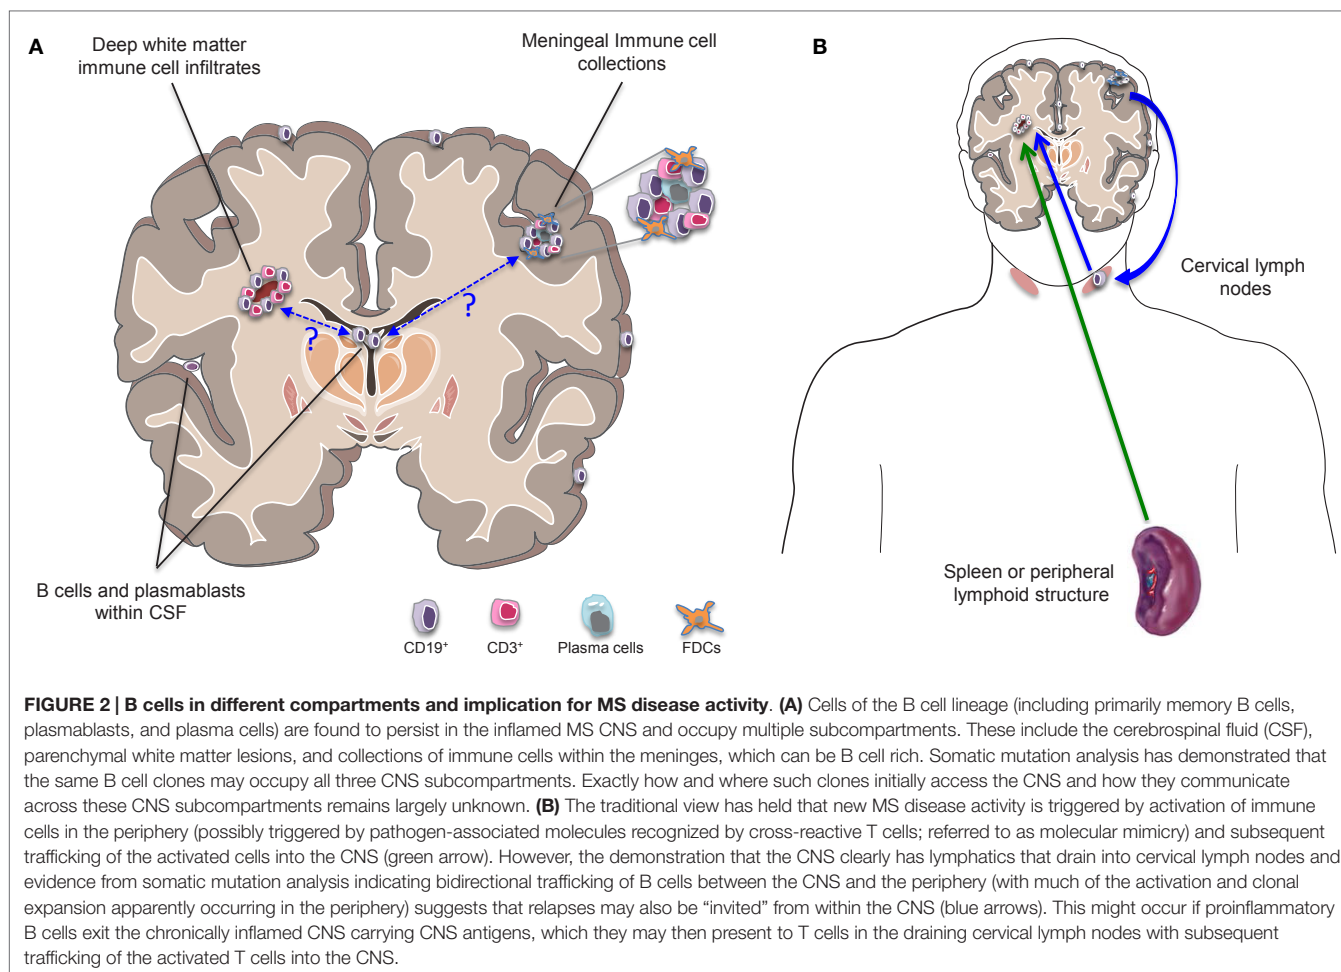 A
Deep white matter
immune cell infiltrates
Meningeal Immune cell
collections
?
?
B cells and plasmablasts
within CSF
CD19⁺
CD3⁺
Plasma cells
FDCs
B
Cervical lymph
nodes
Spleen or peripheral
lymphoid structure
FIGURE 2 | B cells in different compartments and implication for MS disease activity. (A) Cells of the B cell lineage (including primarily memory B cells,
plasmablasts, and plasma cells) are found to persist in the inflamed MS CNS and occupy multiple subcompartments. These include the cerebrospinal fluid (CSF),
parenchymal white matter lesions, and collections of immune cells within the meninges, which can be B cell rich. Somatic mutation analysis has demonstrated that
the same B cell clones may occupy all three CNS subcompartments. Exactly how and where such clones initially access the CNS and how they communicate
across these CNS subcompartments remains largely unknown. (B) The traditional view has held that new MS disease activity is triggered by activation of immune
cells in the periphery (possibly triggered by pathogen-associated molecules recognized by cross-reactive T cells; referred to as molecular mimicry) and subsequent
trafficking of the activated cells into the CNS (green arrow). However, the demonstration that the CNS clearly has lymphatics that drain into cervical lymph nodes and
evidence from somatic mutation analysis indicating bidirectional trafficking of B cells between the CNS and the periphery (with much of the activation and clonal
expansion apparently occurring in the periphery) suggests that relapses may also be “invited” from within the CNS (blue arrows). This might occur if proinflammatory
B cells exit the chronically inflamed CNS carrying CNS antigens, which they may then present to T cells in the draining cervical lymph nodes with subsequent
trafficking of the activated T cells into the CNS.